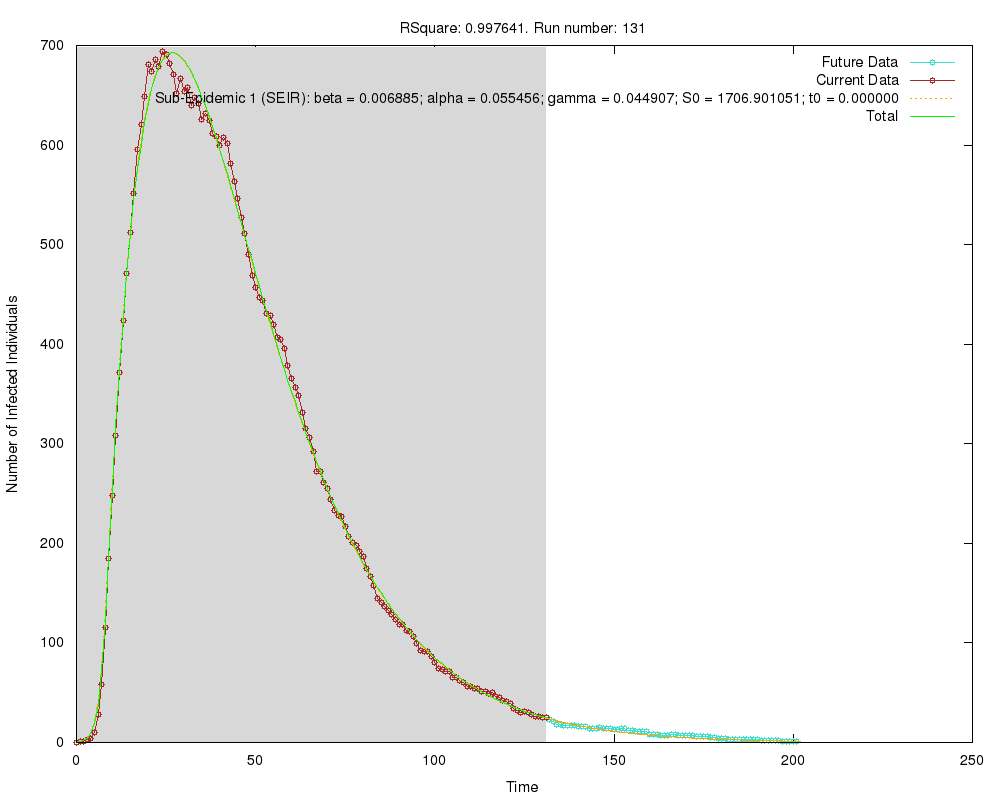 RSquare: 0.997641. Run number: 131
700
600
500
400
300
200
100
0
Number of Infected Individuals
Future Data
Current Data
Sub-Epidemic 1 (SEIR): beta = 0.006885; alpha = 0.055456; gamma = 0.044907; S0 = 1706.901051; t0 = 0.000000
Total
0 50 100 150 200 250
Time